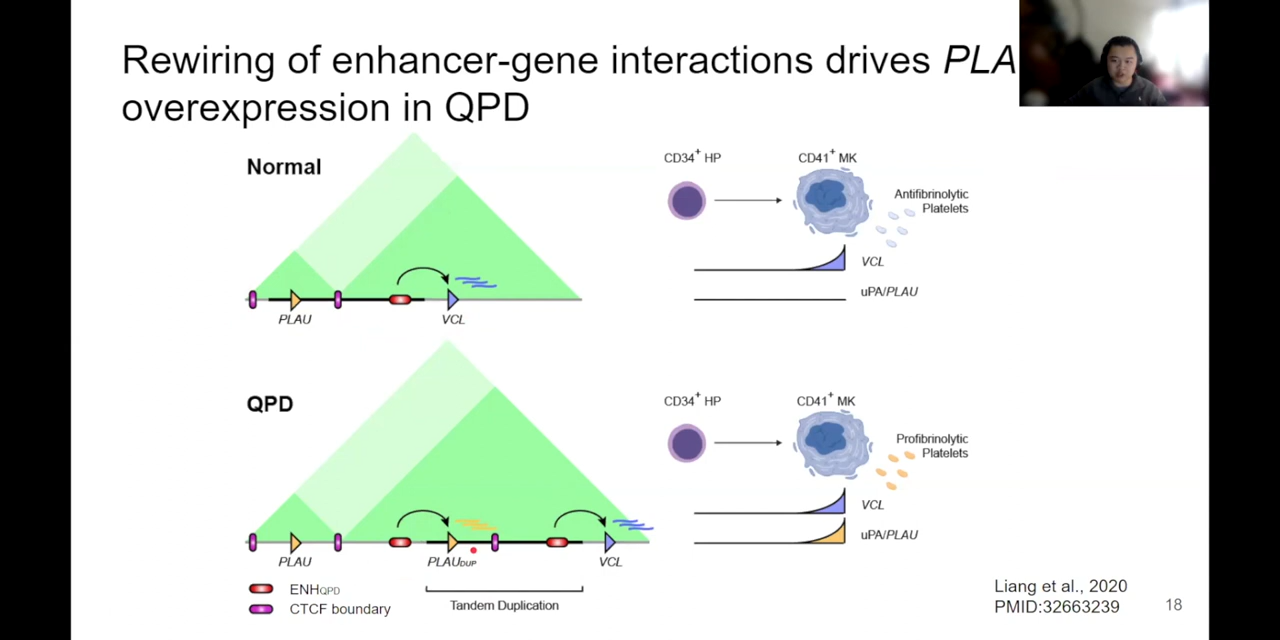 Rewiring of enhancer-gene interactions drives PLA
overexpression in QPD
Normal
CD34+ HP
CD41+ MK
Antifibrinolytic
Platelets
VCL
uPA/PLAU
PLAU
VCL
QPD
CD34+ HP
CD41+ MK
Profibrinolytic
Platelets
VCL
uPA/PLAU
PLAU
PLAUDUP
VCL
ENHQPD
CTCF boundary
Tandem Duplication
Liang et al., 2020
PMID:32663239
18